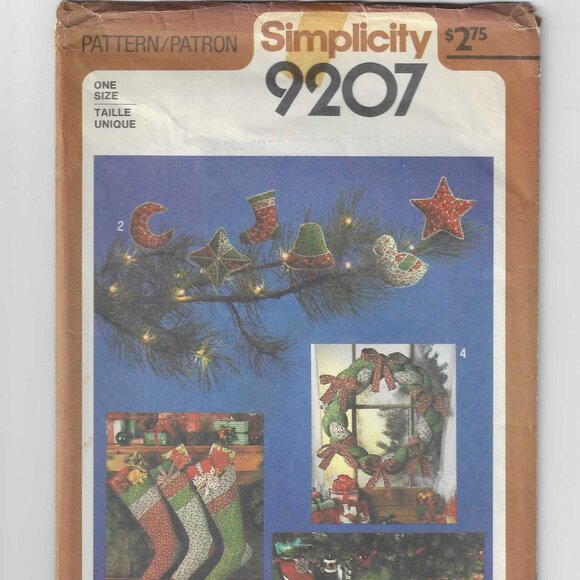 PATTERN/PATRON
Simplicity
$2.75
9207
ONE
SIZE
TAILLE
UNIQUE
2
4